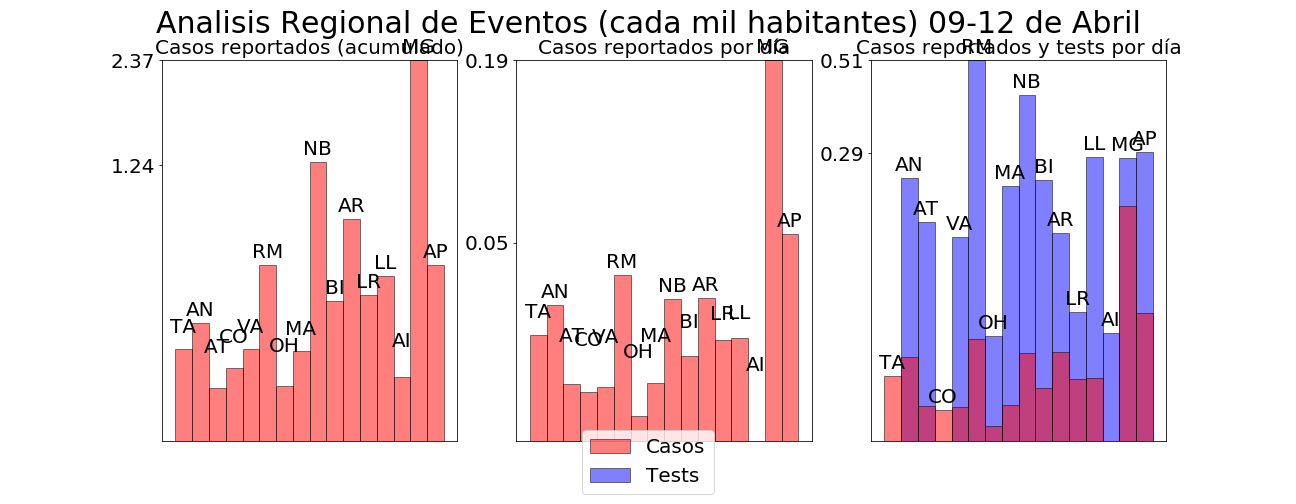 Analisis Regional de Eventos (cada mil habitantes) 09-12 de Abril
Casos reportados (acumulado)
2.37
1.24
TA
AN
AT
CO
VA
RM
OH
MA
NB
BI
AR
LR
LL
AI
MG
AP
Casos reportados por día
0.19
0.05
TA
AN
AT
CO
VA
RM
OH
MA
NB
BI
AR
LR
LL
AI
MG
AP
Casos reportados y tests por día
0.51
0.29
TA
AN
AT
CO
VA
RM
OH
MA
NB
BI
AR
LR
LL
AI
MG
AP
Casos
Tests